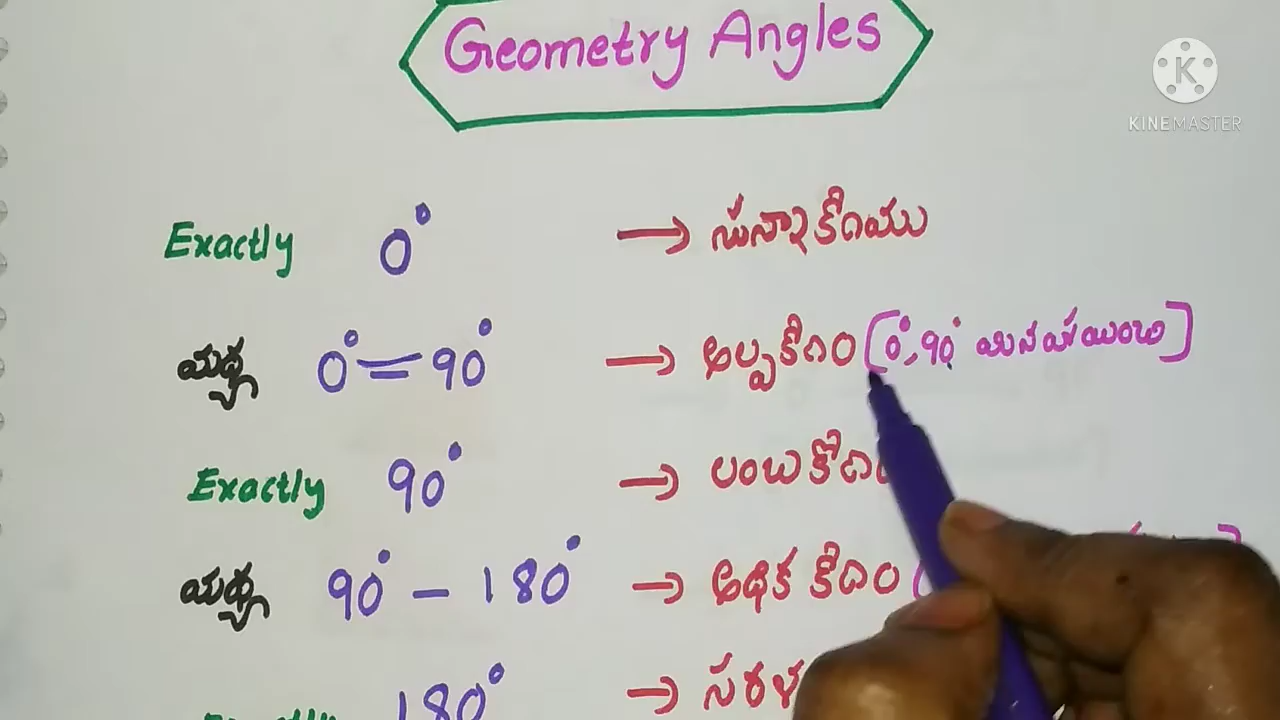 Geometry Angles
K
KINEMASTER
Exactly 0° → సున్నాకోణము
మధ్య 0° = 90° → అల్పకోణం [0°, 90° మినహాయించి]
Exactly 90° → లంబకోణం
మధ్య 90° - 180° → అధిక కోణం
180° → సరళ